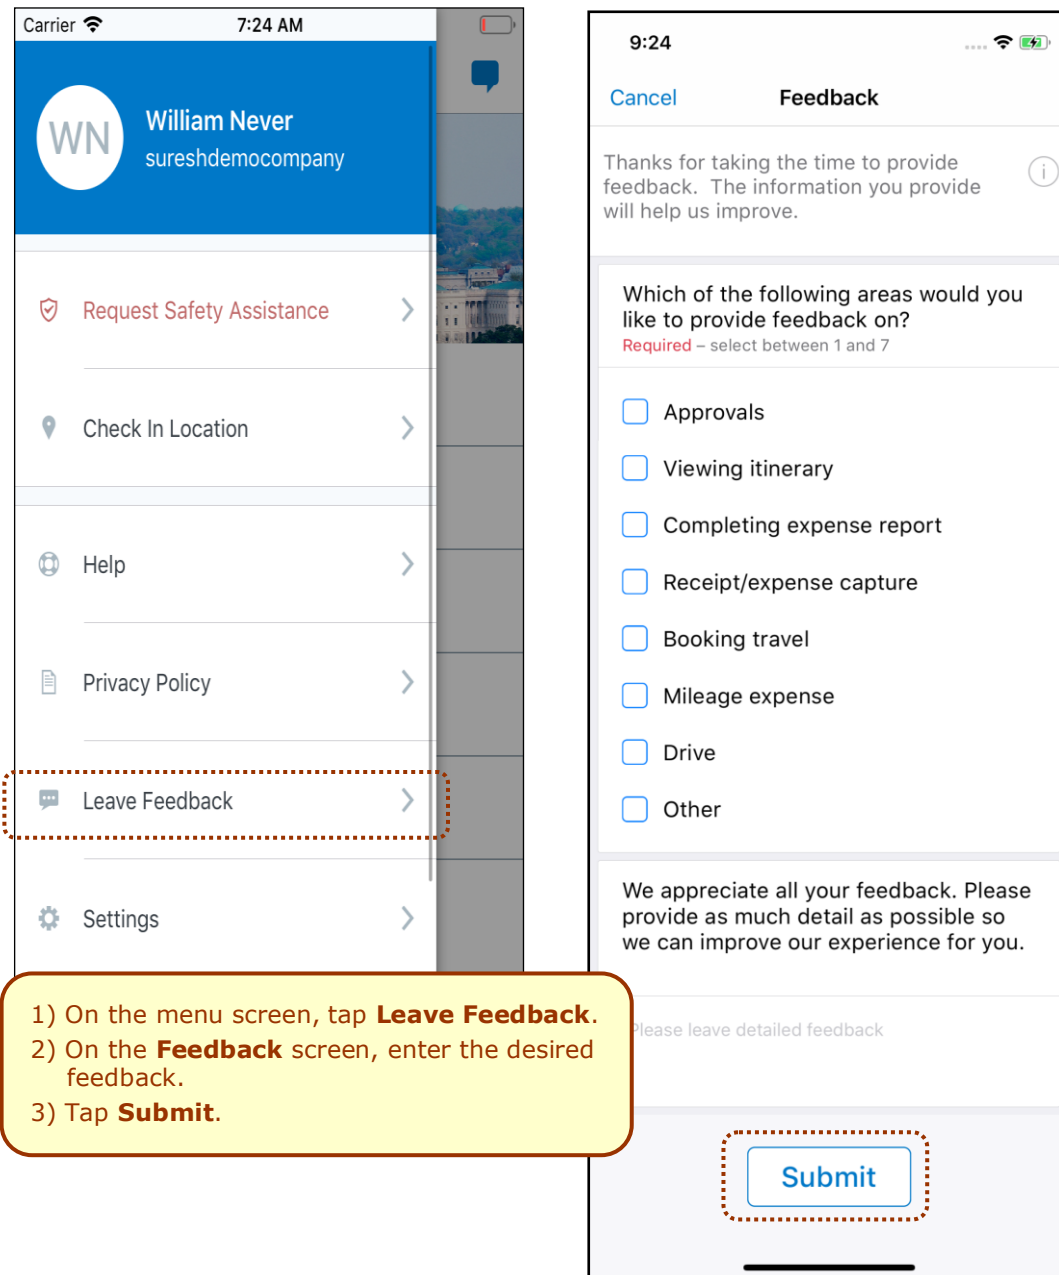 Carrier 7:24 AM
WN
William Never
sureshdemocompany
Request Safety Assistance
Check In Location
Help
Privacy Policy
Leave Feedback
Settings
1) On the menu screen, tap Leave Feedback.
2) On the Feedback screen, enter the desired
feedback.
3) Tap Submit.
9:24
Cancel Feedback
Thanks for taking the time to provide
feedback. The information you provide
will help us improve.
i
Which of the following areas would you
like to provide feedback on?
Required – select between 1 and 7
Approvals
Viewing itinerary
Completing expense report
Receipt/expense capture
Booking travel
Mileage expense
Drive
Other
We appreciate all your feedback. Please
provide as much detail as possible so
we can improve our experience for you.
Please leave detailed feedback
Submit